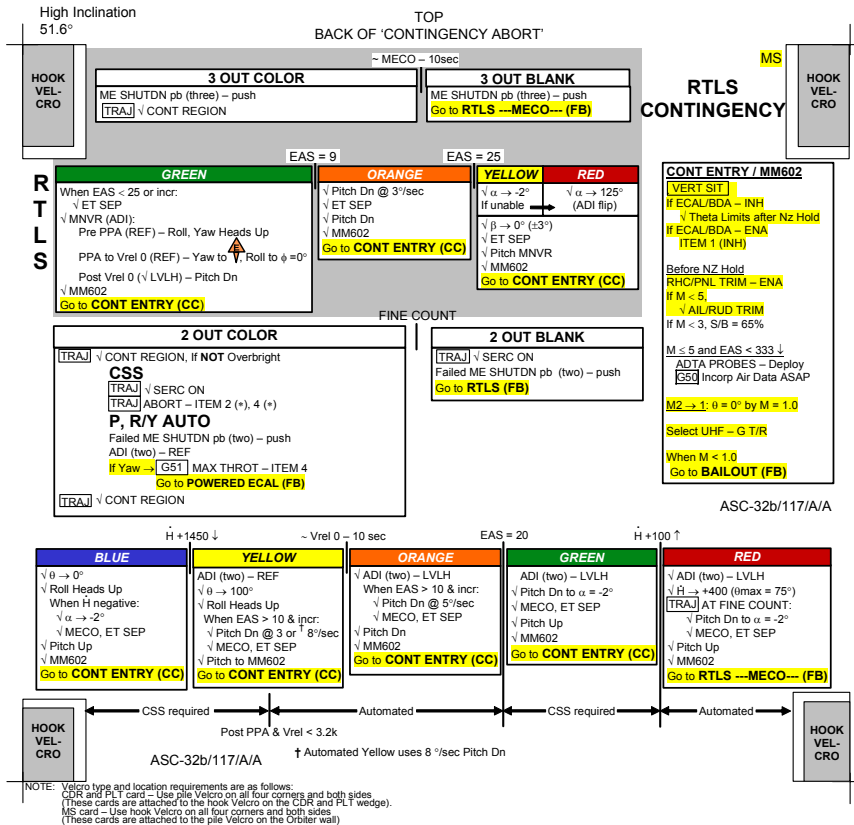 High Inclination
51.6°
TOP
BACK OF 'CONTINGENCY ABORT'
HOOK
VEL-
CRO
~ MECO – 10sec
MS
HOOK
VEL-
CRO
3 OUT COLOR
ME SHUTDN pb (three) – push
TRAJ √ CONT REGION
3 OUT BLANK
ME SHUTDN pb (three) – push
Go to RTLS ---MECO--- (FB)
RTLS
CONTINGENCY
R
T
L
S
EAS = 9
EAS = 25
GREEN
When EAS < 25 or incr:
√ ET SEP
√ MNVR (ADI):
Pre PPA (REF) – Roll, Yaw Heads Up
PPA to Vrel 0 (REF) – Yaw to E, Roll to ϕ =0°
Post Vrel 0 (√ LVLH) – Pitch Dn
√ MM602
Go to CONT ENTRY (CC)
ORANGE
√ Pitch Dn @ 3°/sec
√ ET SEP
√ Pitch Dn
√ MM602
Go to CONT ENTRY (CC)
YELLOW
√ α → -2°
If unable
RED
√ α → 125°
(ADI flip)
√ β → 0° (±3°)
√ ET SEP
√ Pitch MNVR
√ MM602
Go to CONT ENTRY (CC)
CONT ENTRY / MM602
VERT SIT
If ECAL/BDA – INH
√ Theta Limits after Nz Hold
If ECAL/BDA – ENA
ITEM 1 (INH)
Before NZ Hold
RHC/PNL TRIM – ENA
If M < 5,
√ AIL/RUD TRIM
If M < 3, S/B = 65%
M ≤ 5 and EAS < 333 ↓
ADTA PROBES – Deploy
G50 Incorp Air Data ASAP
M2 → 1: θ = 0° by M = 1.0
Select UHF – G T/R
When M < 1.0
Go to BAILOUT (FB)
FINE COUNT
2 OUT COLOR
TRAJ √ CONT REGION, If NOT Overbright
CSS
TRAJ √ SERC ON
TRAJ ABORT – ITEM 2 (*), 4 (*)
P, R/Y AUTO
Failed ME SHUTDN pb (two) – push
ADI (two) – REF
If Yaw → G51 MAX THROT – ITEM 4
Go to POWERED ECAL (FB)
TRAJ √ CONT REGION
2 OUT BLANK
TRAJ √ SERC ON
Failed ME SHUTDN pb (two) – push
Go to RTLS (FB)
ASC-32b/117/A/A
Ḣ +1450 ↓
~ Vrel 0 – 10 sec
EAS = 20
Ḣ +100 ↑
BLUE
√ θ → 0°
√ Roll Heads Up
When Ḣ negative:
√ α → -2°
√ MECO, ET SEP
√ Pitch Up
√ MM602
Go to CONT ENTRY (CC)
YELLOW
ADI (two) – REF
√ θ → 100°
√ Roll Heads Up
When EAS > 10 & incr:
√ Pitch Dn @ 3 or † 8°/sec
√ MECO, ET SEP
√ Pitch to MM602
Go to CONT ENTRY (CC)
ORANGE
√ ADI (two) – LVLH
When EAS > 10 & incr:
√ Pitch Dn @ 5°/sec
√ MECO, ET SEP
√ Pitch Dn
√ MM602
Go to CONT ENTRY (CC)
GREEN
ADI (two) – LVLH
√ Pitch Dn to α = -2°
√ MECO, ET SEP
√ Pitch Up
√ MM602
Go to CONT ENTRY (CC)
RED
√ ADI (two) – LVLH
√ Ḣ → +400 (θmax = 75°)
TRAJ AT FINE COUNT:
√ Pitch Dn to α = -2°
√ MECO, ET SEP
√ Pitch Up
√ MM602
Go to RTLS ---MECO--- (FB)
HOOK
VEL-
CRO
CSS required
Automated
CSS required
Automated
HOOK
VEL-
CRO
Post PPA & Vrel < 3.2k
ASC-32b/117/A/A
† Automated Yellow uses 8 °/sec Pitch Dn
NOTE: Velcro type and location requirements are as follows:
CDR and PLT card – Use pile Velcro on all four corners and both sides
(These cards are attached to the hook Velcro on the CDR and PLT wedge).
MS card – Use hook Velcro on all four corners and both sides
(These cards are attached to the pile Velcro on the Orbiter wall)